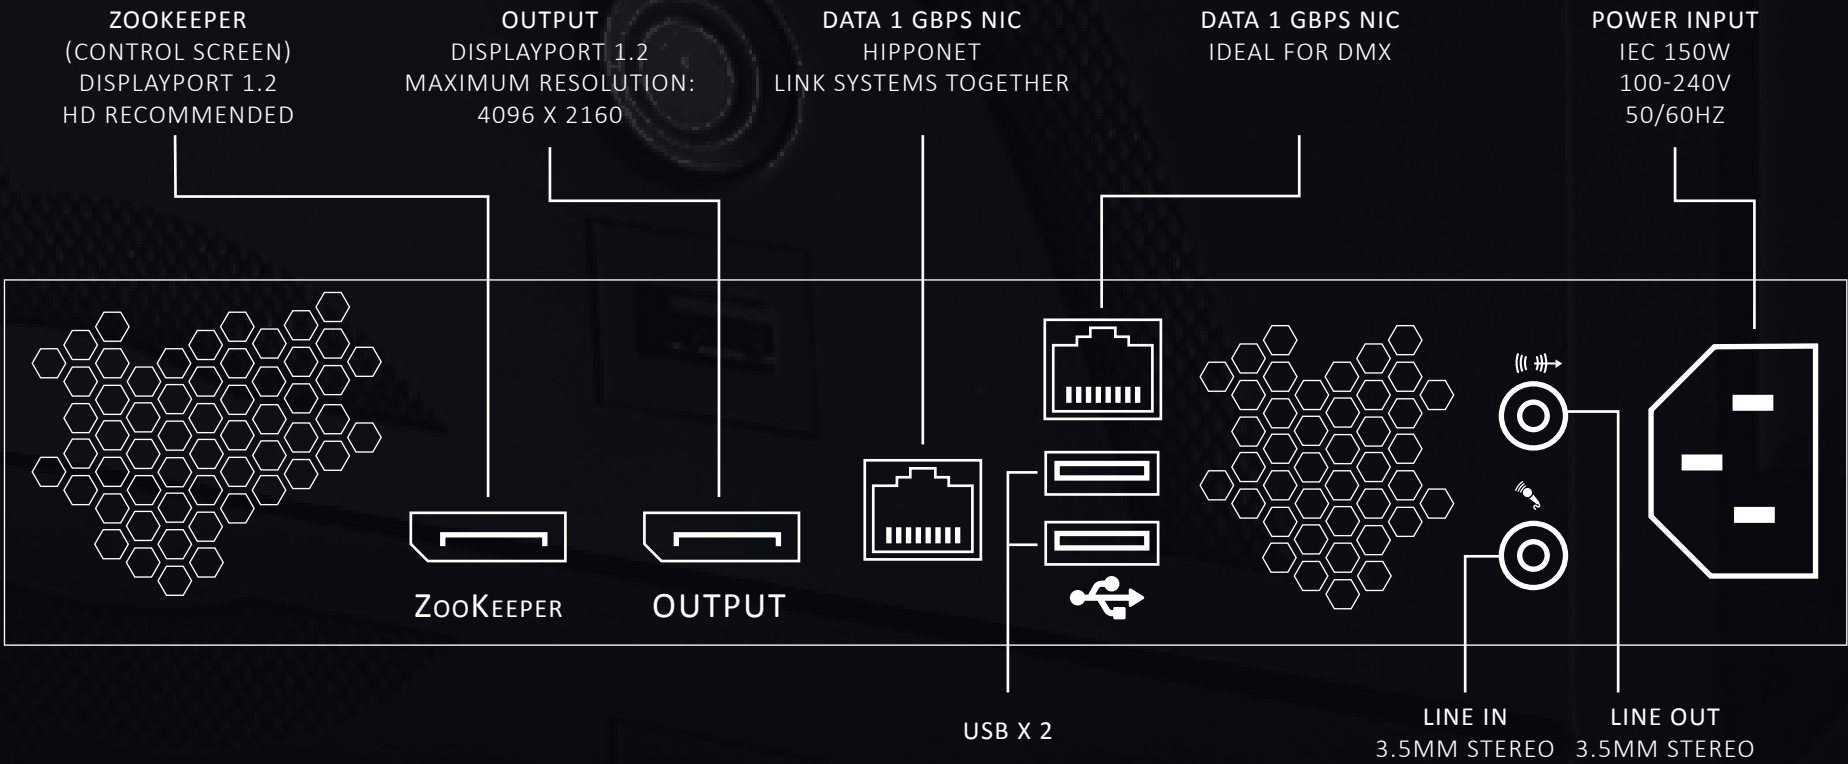 ZOOKEEPER
(CONTROL SCREEN)
DISPLAYPORT 1.2
HD RECOMMENDED
OUTPUT
DISPLAYPORT 1.2
MAXIMUM RESOLUTION:
4096 X 2160
DATA 1 GBPS NIC
HIPPONET
LINK SYSTEMS TOGETHER
DATA 1 GBPS NIC
IDEAL FOR DMX
POWER INPUT
IEC 150W
100-240V
50/60HZ
ZOOKEEPER
OUTPUT
USB X 2
LINE IN
3.5MM STEREO
LINE OUT
3.5MM STEREO